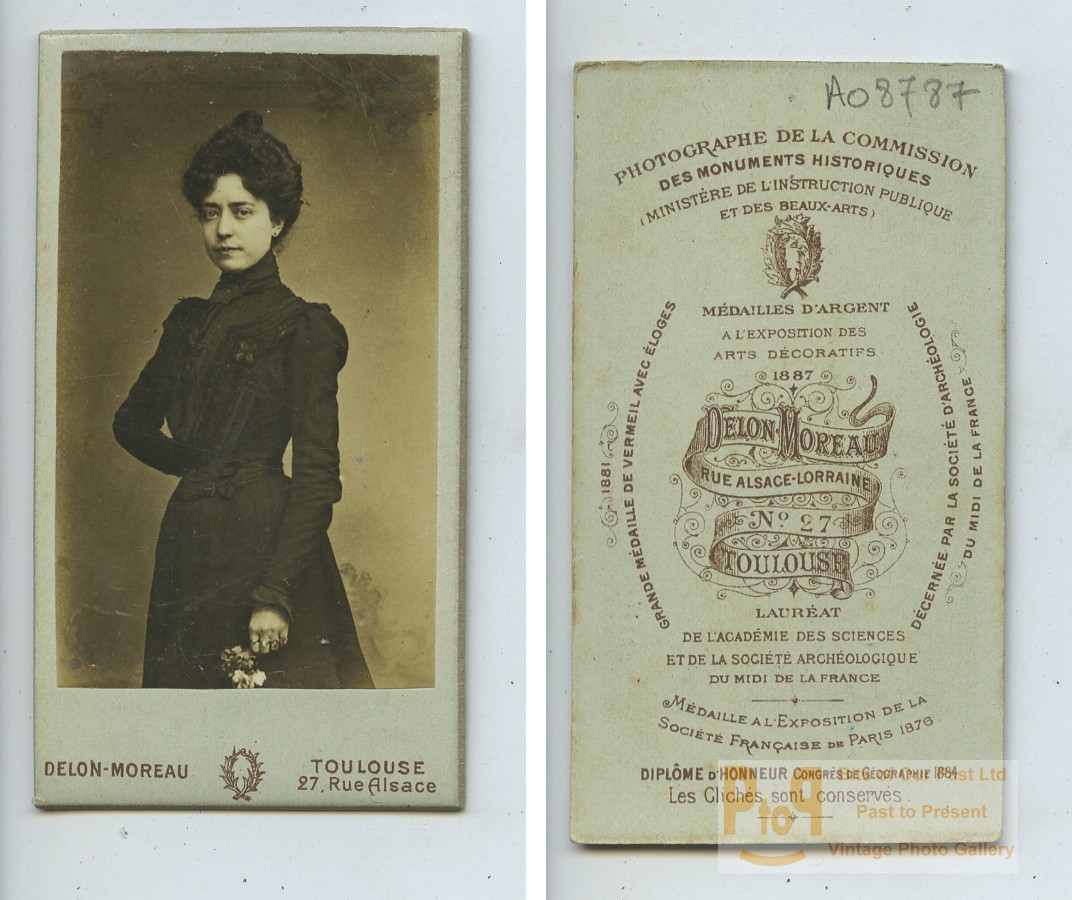 DELON-MOREAU
TOULOUSE
27, Rue Alsace
A08787
PHOTOGRAPHE DE LA COMMISSION
DES MONUMENTS HISTORIQUES
(MINISTÈRE DE L'INSTRUCTION PUBLIQUE
ET DES BEAUX-ARTS)
MÉDAILLES D'ARGENT
A L'EXPOSITION DES
ARTS DÉCORATIFS
1887
1881
GRANDE MÉDAILLE DE VERMEIL AVEC ÉLOGES
DELON-MOREAU
RUE ALSACE-LORRAINE
No 27
TOULOUSE
DÉCERNÉE PAR LA SOCIÉTÉ D'ARCHÉOLOGIE
DU MIDI DE LA FRANCE
LAURÉAT
DE L'ACADÉMIE DES SCIENCES
ET DE LA SOCIÉTÉ ARCHÉOLOGIQUE
DU MIDI DE LA FRANCE
MÉDAILLE A L'EXPOSITION DE LA
SOCIÉTÉ FRANÇAISE DE PARIS 1876
DIPLÔME D'HONNEUR CONGRÈS DE GÉOGRAPHIE 1884
Les Clichés sont conservés
PtoP
Past Ltd
Past to Present
Vintage Photo Gallery